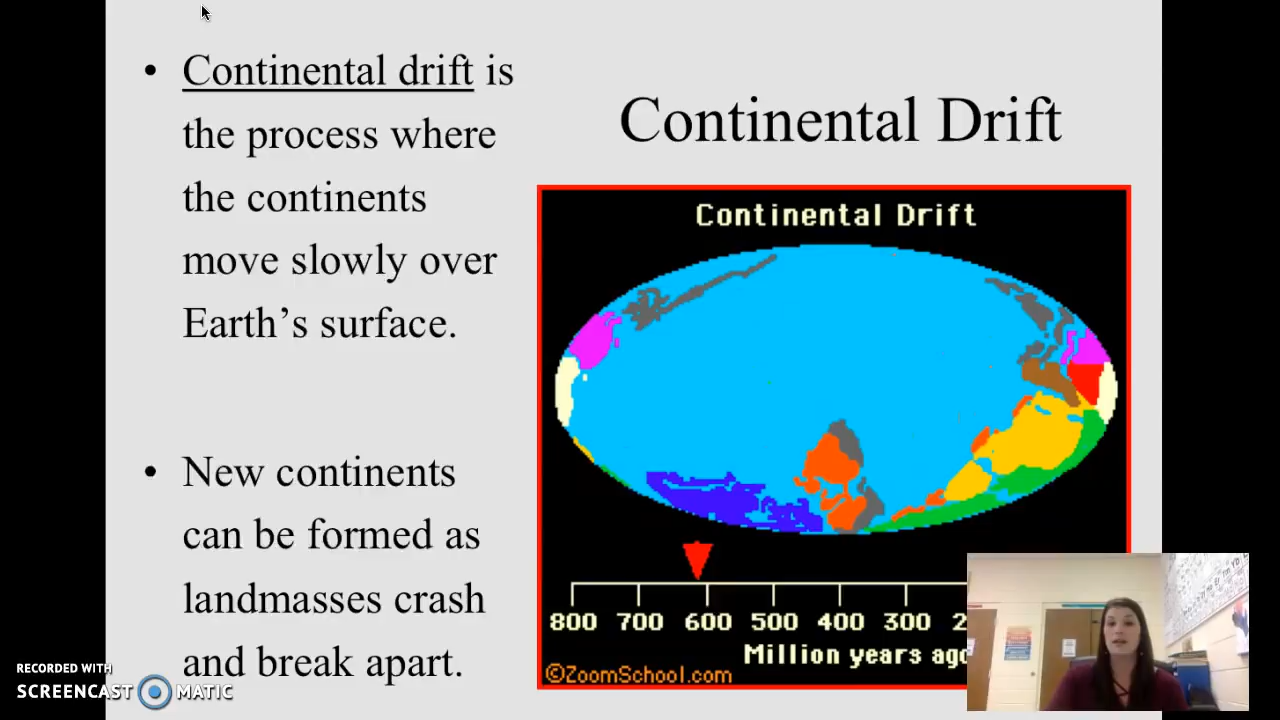 • Continental drift is
the process where
the continents
move slowly over
Earth’s surface.
• New continents
can be formed as
landmasses crash
and break apart.
Continental Drift
Continental Drift
800 700 600 500 400 300
Million years ago
©ZoomSchool.com
RECORDED WITH
SCREENCAST MATIC